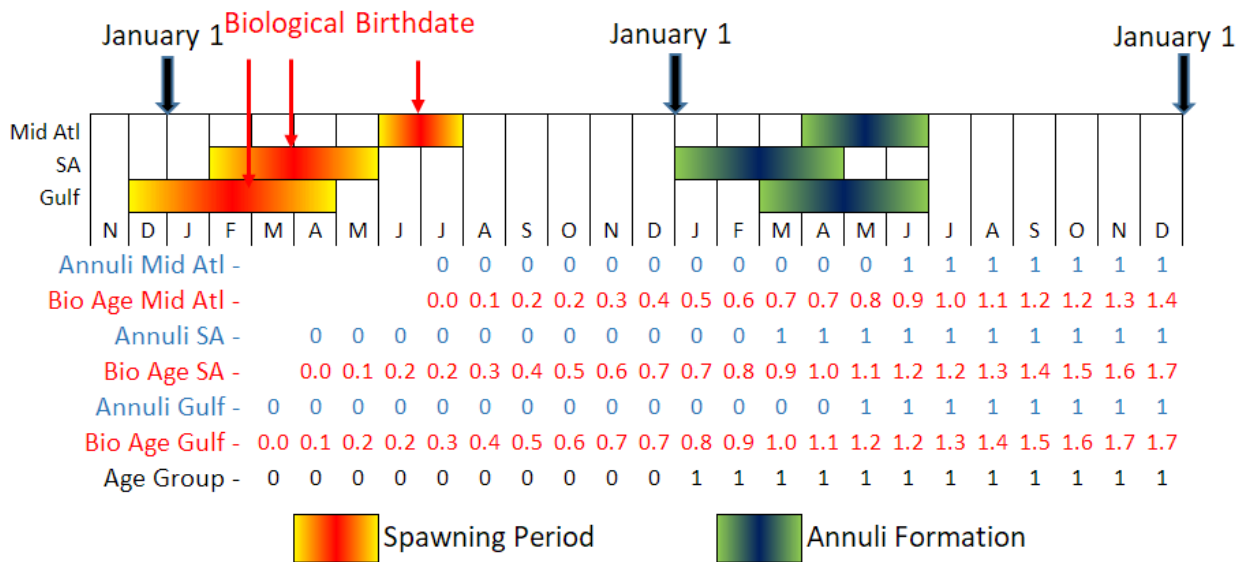 Biological Birthdate
January 1
January 1
January 1
Mid Atl
SA
Gulf
N D J F M A M J J A S O N D J F M A M J J A S O N D
Annuli Mid Atl - 0 0 0 0 0 0 0 0 0 0 0 1 1 1 1 1 1 1
Bio Age Mid Atl - 0.0 0.1 0.2 0.2 0.3 0.4 0.5 0.6 0.7 0.7 0.8 0.9 1.0 1.1 1.2 1.2 1.3 1.4
Annuli SA - 0 0 0 0 0 0 0 0 0 0 0 1 1 1 1 1 1 1 1 1 1
Bio Age SA - 0.0 0.1 0.2 0.2 0.3 0.4 0.5 0.6 0.7 0.7 0.8 0.9 1.0 1.1 1.2 1.2 1.3 1.4 1.5 1.6 1.7
Annuli Gulf - 0 0 0 0 0 0 0 0 0 0 0 0 0 0 1 1 1 1 1 1 1 1
Bio Age Gulf - 0.0 0.1 0.2 0.2 0.3 0.4 0.5 0.6 0.7 0.7 0.8 0.9 1.0 1.1 1.2 1.2 1.3 1.4 1.5 1.6 1.7 1.7
Age Group - 0 0 0 0 0 0 0 0 0 0 1 1 1 1 1 1 1 1 1 1 1 1
Spawning Period
Annuli Formation